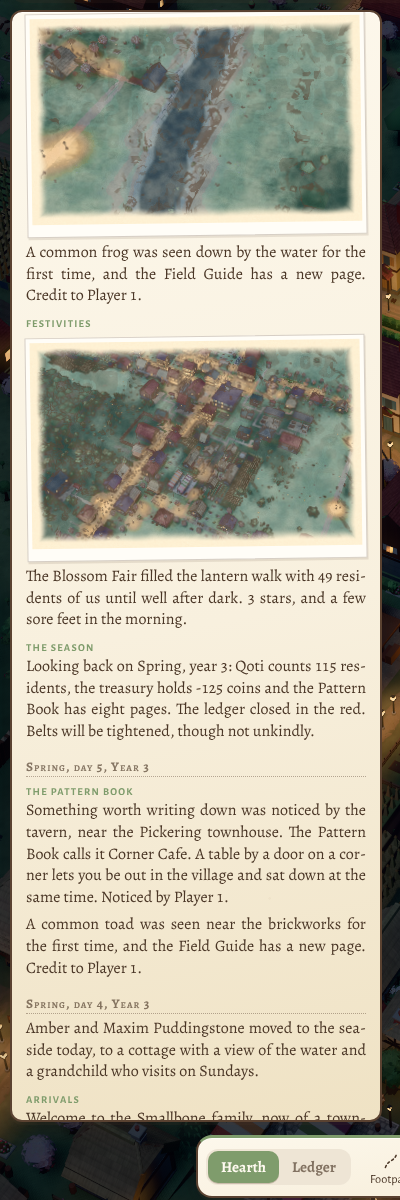 A common frog was seen down by the water for the
first time, and the Field Guide has a new page.
Credit to Player 1.
FESTIVITIES
The Blossom Fair filled the lantern walk with 49 resi-
dents of us until well after dark. 3 stars, and a few
sore feet in the morning.
THE SEASON
Looking back on Spring, year 3: Qoti counts 115 res-
idents, the treasury holds -125 coins and the Pattern
Book has eight pages. The ledger closed in the red.
Belts will be tightened, though not unkindly.
Spring, day 5, Year 3
THE PATTERN BOOK
Something worth writing down was noticed by the
tavern, near the Pickering townhouse. The Pattern
Book calls it Corner Cafe. A table by a door on a cor-
ner lets you be out in the village and sat down at the
same time. Noticed by Player 1.
A common toad was seen near the brickworks for
the first time, and the Field Guide has a new page.
Credit to Player 1.
Spring, day 4, Year 3
Amber and Maxim Puddingstone moved to the sea-
side today, to a cottage with a view of the water and
a grandchild who visits on Sundays.
ARRIVALS
Welcome to the Smallbone family, now of a town-
Hearth Ledger
Footpa